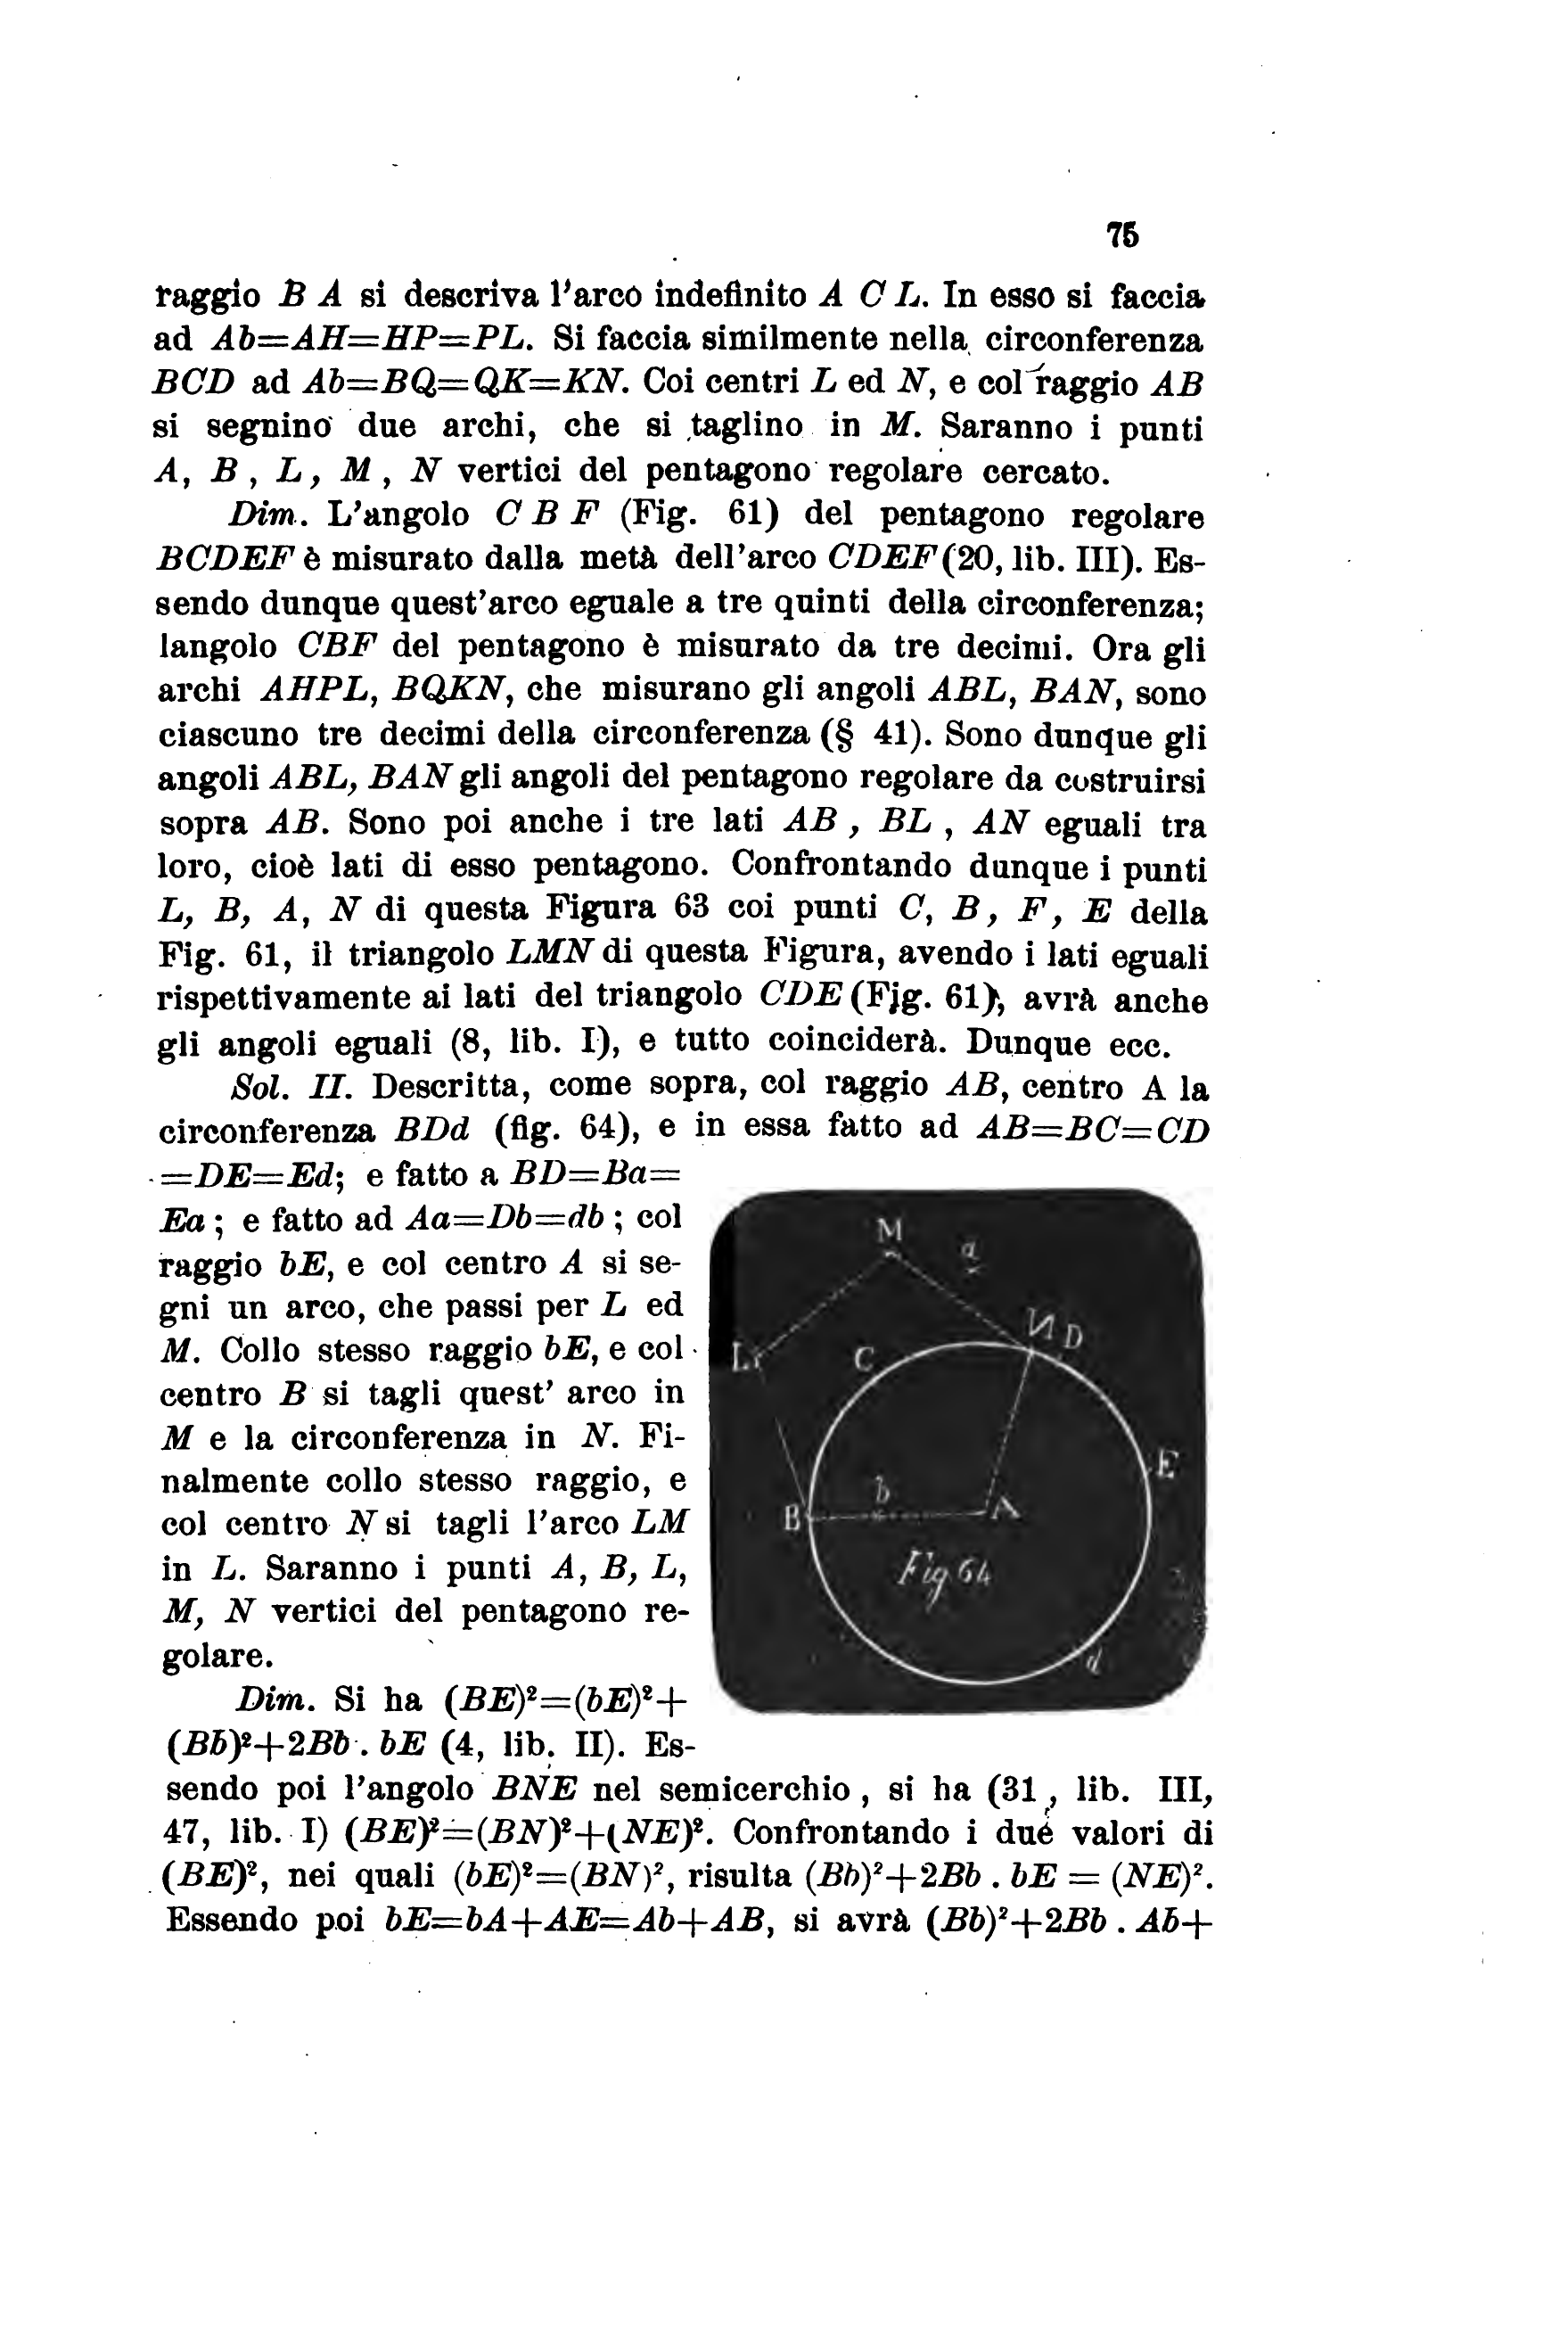 75
raggio B A si descriva l'arco indefinito A C L. In esso si faccia
ad Ab=AH=HP=PL. Si faccia similmente nella circonferenza
BCD ad Ab=BQ=QK=KN. Coi centri L ed N, e col raggio AB
si segnino due archi, che si taglino in M. Saranno i punti
A, B, L, M, N vertici del pentagono regolare cercato.
Dim. L'angolo C B F (Fig. 61) del pentagono regolare
BCDEF è misurato dalla metà dell'arco CDEF (20, lib. III). Es-
sendo dunque quest'arco eguale a tre quinti della circonferenza;
langolo CBF del pentagono è misurato da tre decimi. Ora gli
archi AHPL, BQKN, che misurano gli angoli ABL, BAN, sono
ciascuno tre decimi della circonferenza (§ 41). Sono dunque gli
angoli ABL, BAN gli angoli del pentagono regolare da costruirsi
sopra AB. Sono poi anche i tre lati AB, BL, AN eguali tra
loro, cioè lati di esso pentagono. Confrontando dunque i punti
L, B, A, N di questa Figura 63 coi punti C, B, F, E della
Fig. 61, il triangolo LMN di questa Figura, avendo i lati eguali
rispettivamente ai lati del triangolo CDE (Fig. 61), avrà anche
gli angoli eguali (8, lib. I), e tutto coinciderà. Dunque ecc.
Sol. II. Descritta, come sopra, col raggio AB, centro A la
circonferenza BDd (fig. 64), e in essa fatto ad AB=BC=CD
=DE=Ed; e fatto a BD=Ba=
Ea; e fatto ad Aa=Db=db; col
raggio bE, e col centro A si se-
gni un arco, che passi per L ed
M. Collo stesso raggio bE, e col
centro B si tagli quest' arco in
M e la circonferenza in N. Fi-
nalmente collo stesso raggio, e
col centro N si tagli l'arco LM
in L. Saranno i punti A, B, L,
M, N vertici del pentagono re-
golare.
M
a
N D
L
C
E
b
B
A
Fig 64
d
Dim. Si ha (BE)²=(bE)²+
(Bb)²+2Bb . bE (4, lib. II). Es-
sendo poi l'angolo BNE nel semicerchio, si ha (31, lib. III,
47, lib. I) (BE)²=(BN)²+(NE)². Confrontando i due valori di
(BE)², nei quali (bE)²=(BN)², risulta (Bb)²+2Bb . bE = (NE)².
Essendo poi bE=bA+AE=Ab+AB, si avrà (Bb)²+2Bb . Ab+